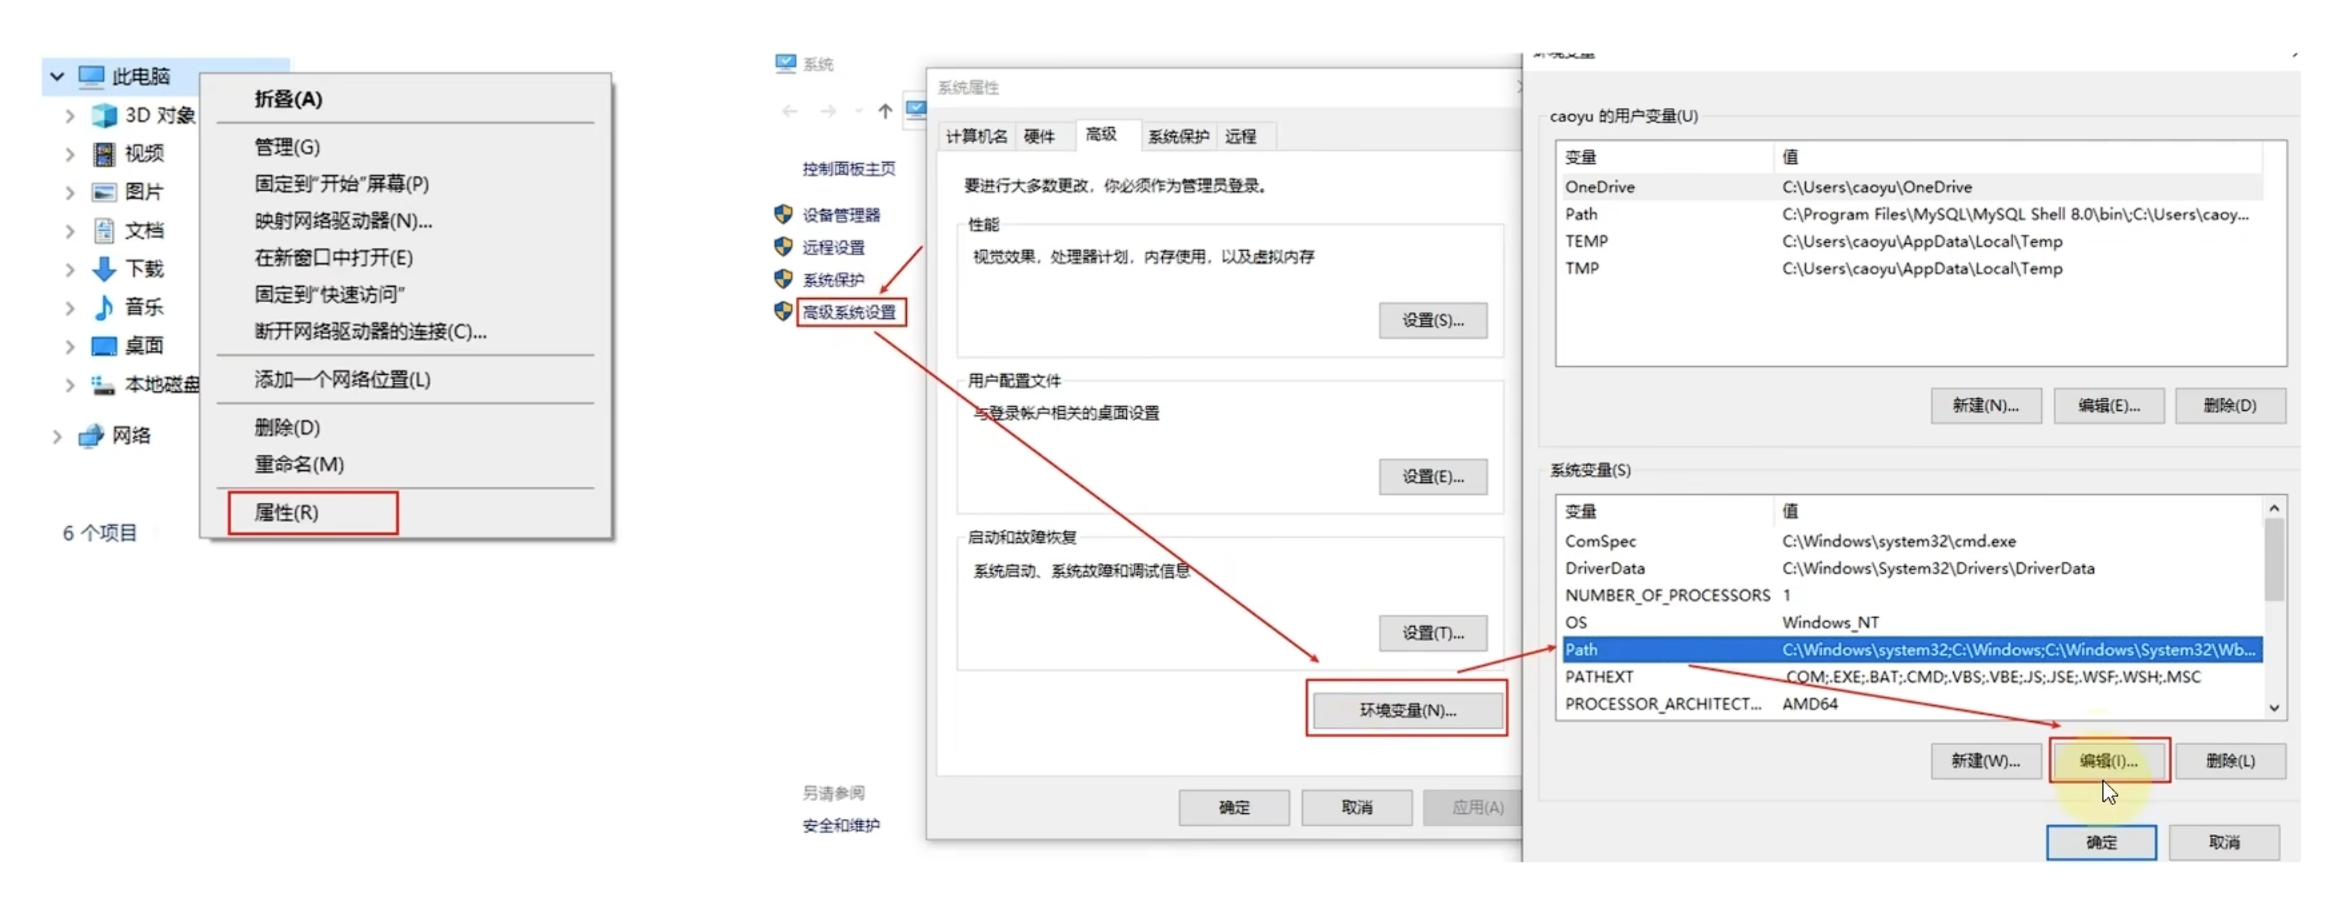 此电脑
3D 对象
视频
图片
文档
下载
音乐
桌面
本地磁盘
网络
6 个项目
折叠(A)
管理(G)
固定到"开始"屏幕(P)
映射网络驱动器(N)...
在新窗口中打开(E)
固定到"快速访问"
断开网络驱动器的连接(C)...
添加一个网络位置(L)
删除(D)
重命名(M)
属性(R)
系统
控制面板主页
设备管理器
远程设置
系统保护
高级系统设置
另请参阅
安全和维护
系统属性
计算机名 硬件 高级 系统保护 远程
要进行大多数更改，你必须作为管理员登录。
性能
视觉效果，处理器计划，内存使用，以及虚拟内存
设置(S)...
用户配置文件
与登录帐户相关的桌面设置
设置(E)...
启动和故障恢复
系统启动、系统故障和调试信息
设置(T)...
环境变量(N)...
确定 取消 应用(A)
环境变量
caoyu 的用户变量(U)
变量 值
OneDrive C:\Users\caoyu\OneDrive
Path C:\Program Files\MySQL\MySQL Shell 8.0\bin\;C:\Users\caoy...
TEMP C:\Users\caoyu\AppData\Local\Temp
TMP C:\Users\caoyu\AppData\Local\Temp
新建(N)... 编辑(E)... 删除(D)
系统变量(S)
变量 值
ComSpec C:\Windows\system32\cmd.exe
DriverData C:\Windows\System32\Drivers\DriverData
NUMBER_OF_PROCESSORS 1
OS Windows_NT
Path C:\Windows\system32;C:\Windows;C:\Windows\System32\Wb...
PATHEXT .COM;.EXE;.BAT;.CMD;.VBS;.VBE;.JS;.JSE;.WSF;.WSH;.MSC
PROCESSOR_ARCHITECT... AMD64
新建(W)... 编辑(I)... 删除(L)
确定 取消